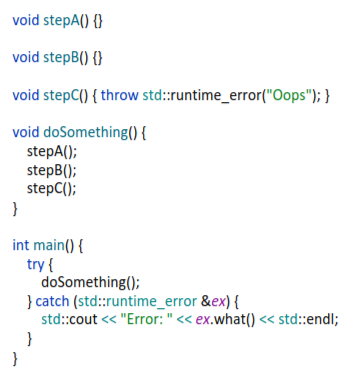 void stepA() {}
void stepB() {}
void stepC() { throw std::runtime_error("Oops"); }
void doSomething() {
stepA();
stepB();
stepC();
}
int main() {
try {
doSomething();
} catch (std::runtime_error &ex) {
std::cout << "Error: " << ex.what() << std::endl;
}
}